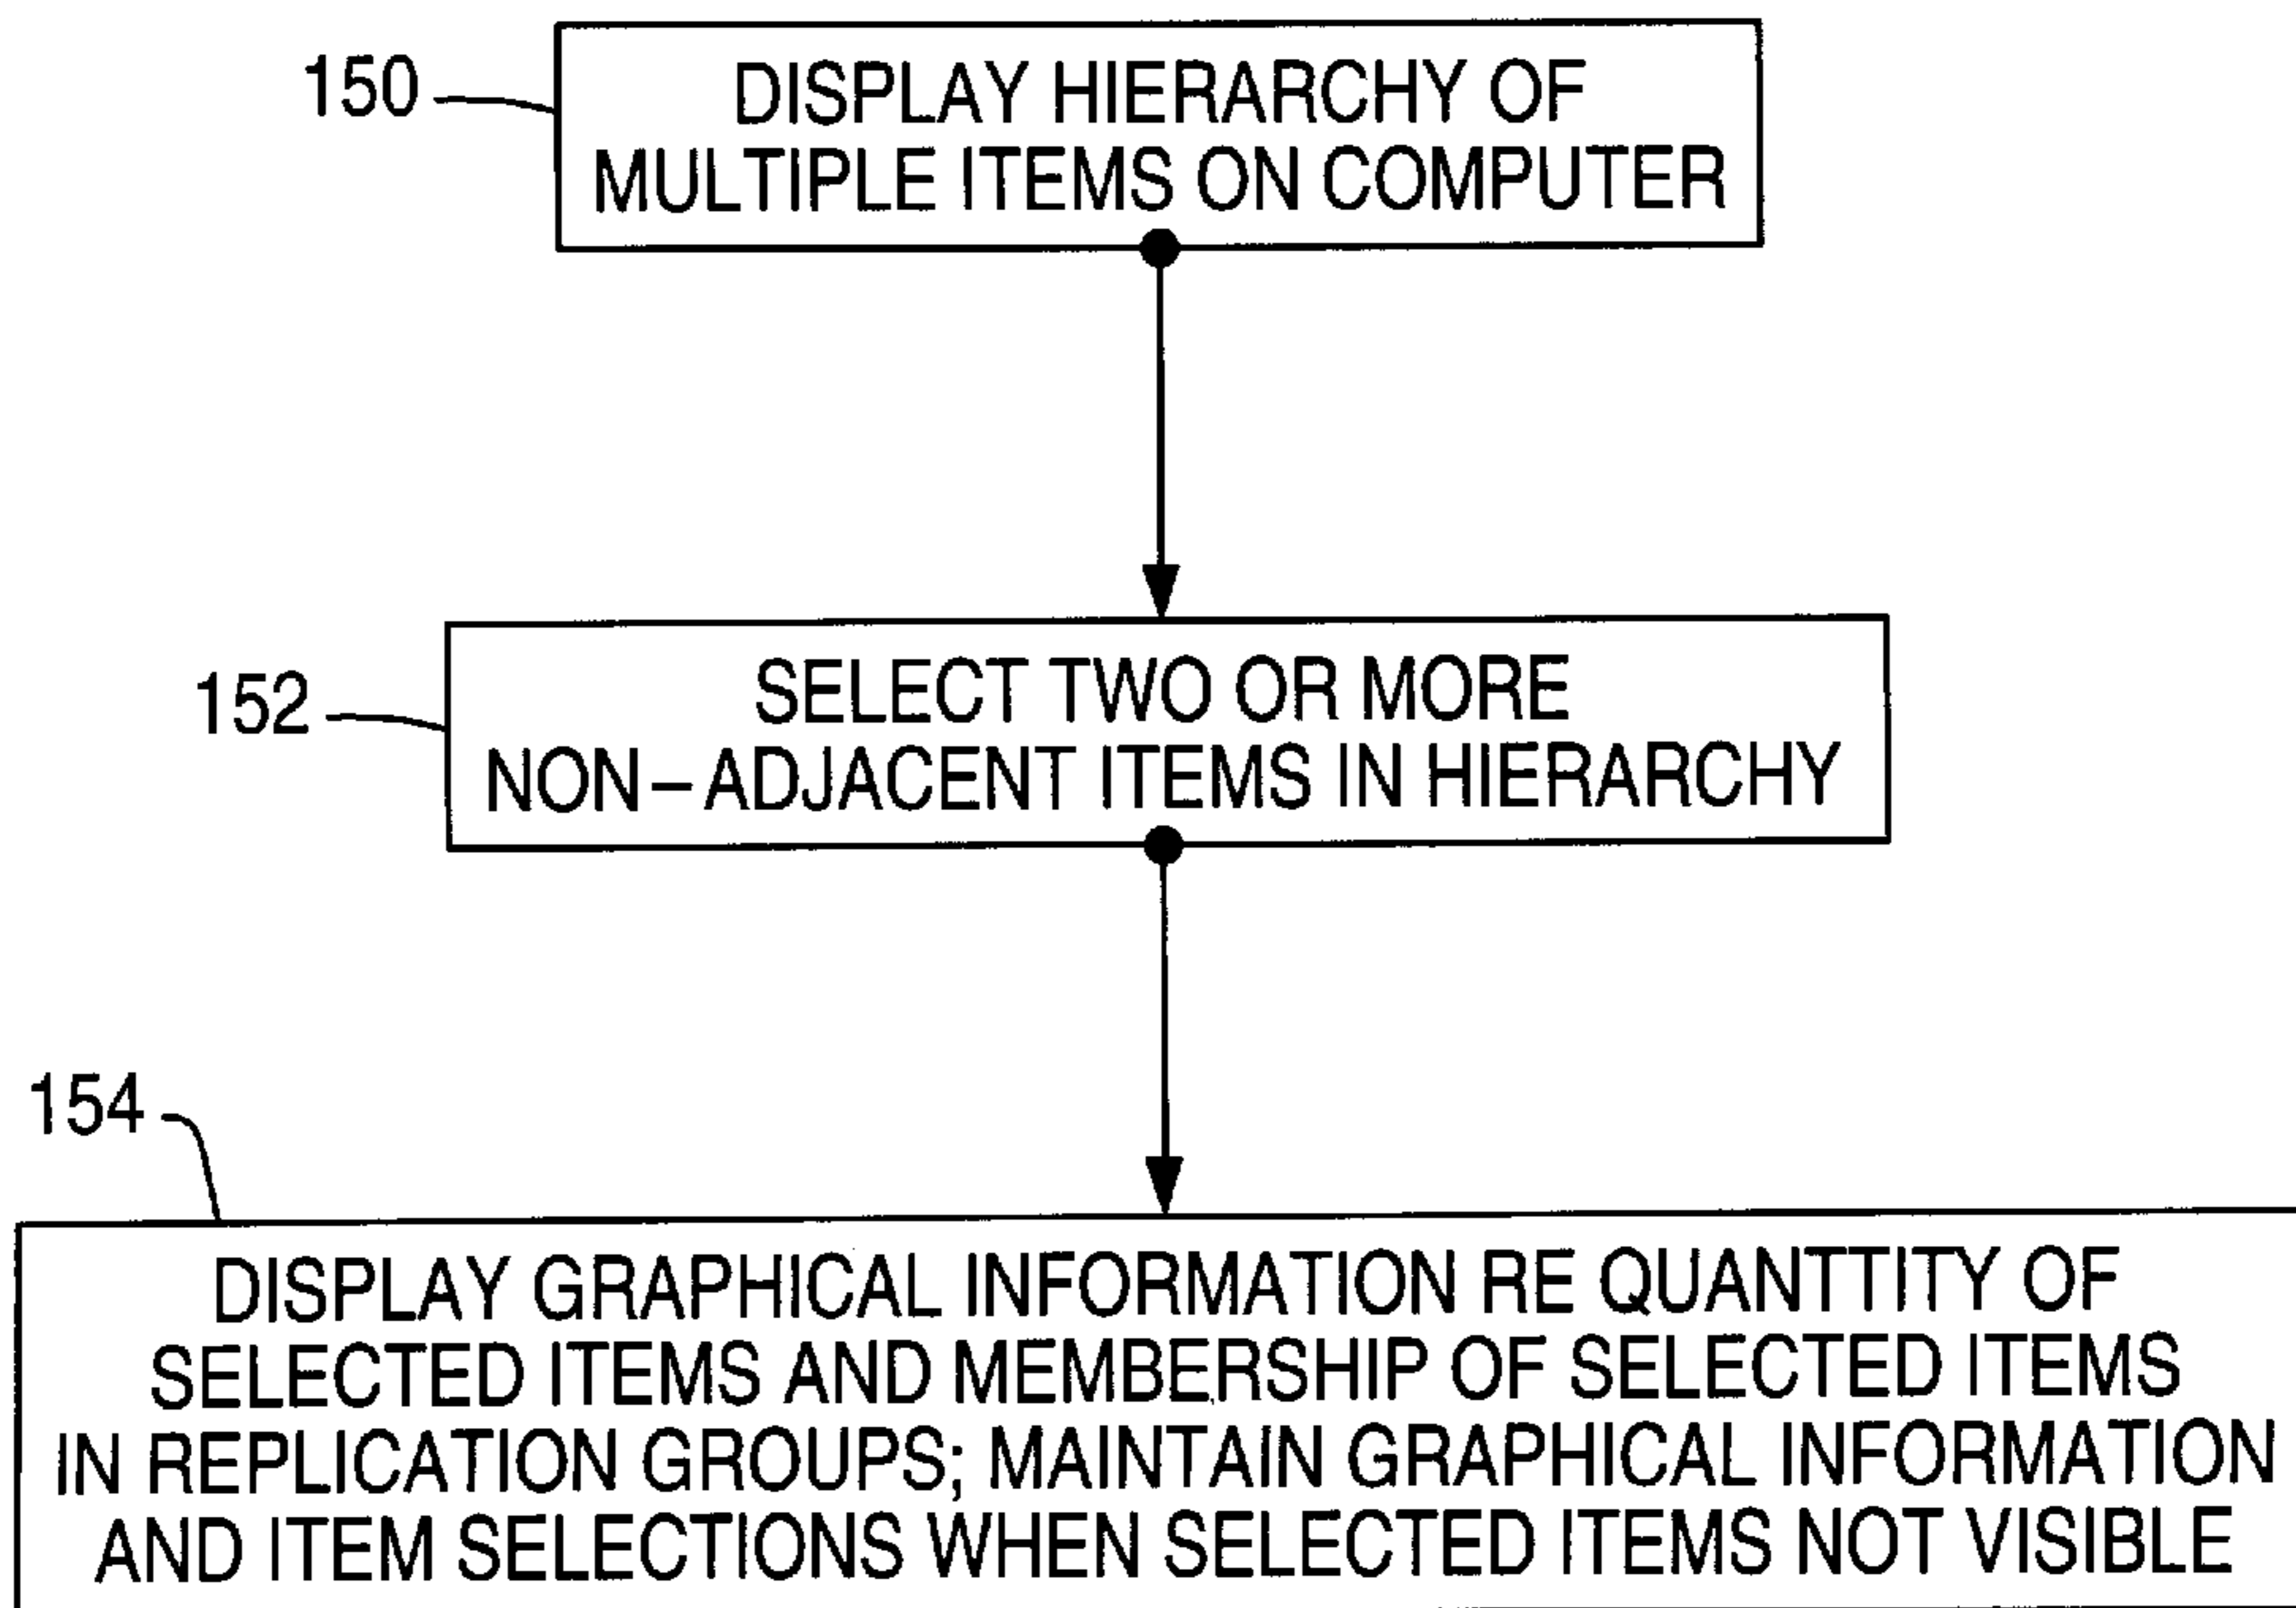 150
DISPLAY HIERARCHY OF
MULTIPLE ITEMS ON COMPUTER
152
SELECT TWO OR MORE
NON-ADJACENT ITEMS IN HIERARCHY
154
DISPLAY GRAPHICAL INFORMATION RE QUANTTITY OF
SELECTED ITEMS AND MEMBERSHIP OF SELECTED ITEMS
IN REPLICATION GROUPS; MAINTAIN GRAPHICAL INFORMATION
AND ITEM SELECTIONS WHEN SELECTED ITEMS NOT VISIBLE